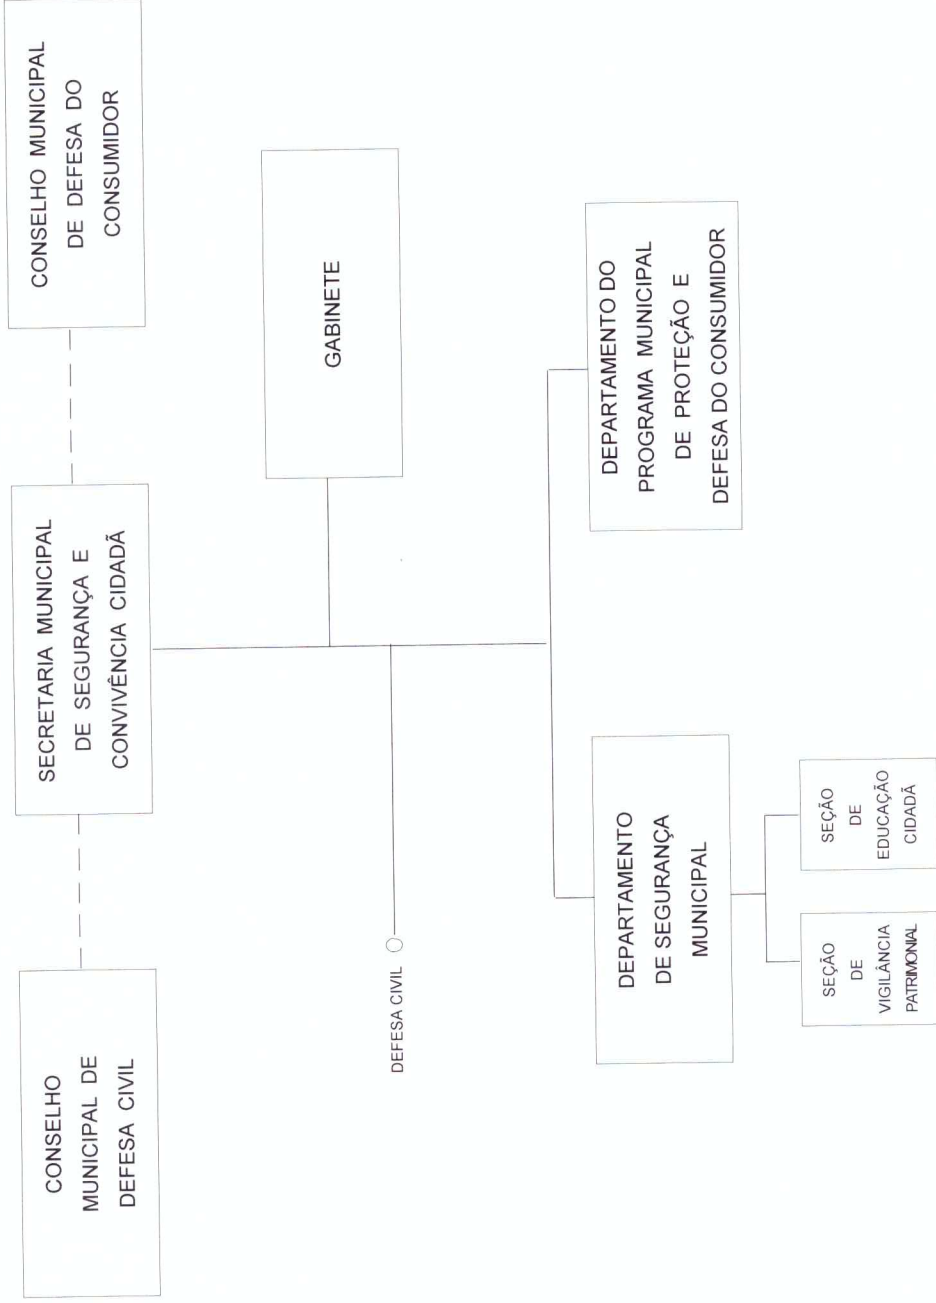 CONSELHO
MUNICIPAL DE
DEFESA CIVIL
SECRETARIA MUNICIPAL
DE SEGURANÇA E
CONVIVÊNCIA CIDADÃ
CONSELHO MUNICIPAL
DE DEFESA DO
CONSUMIDOR
GABINETE
DEFESA CIVIL
DEPARTAMENTO
DE SEGURANÇA
MUNICIPAL
DEPARTAMENTO DO
PROGRAMA MUNICIPAL
DE PROTEÇÃO E
DEFESA DO CONSUMIDOR
SEÇÃO
DE
VIGILÂNCIA
PATRIMONIAL
SEÇÃO
DE
EDUCAÇÃO
CIDADÃ